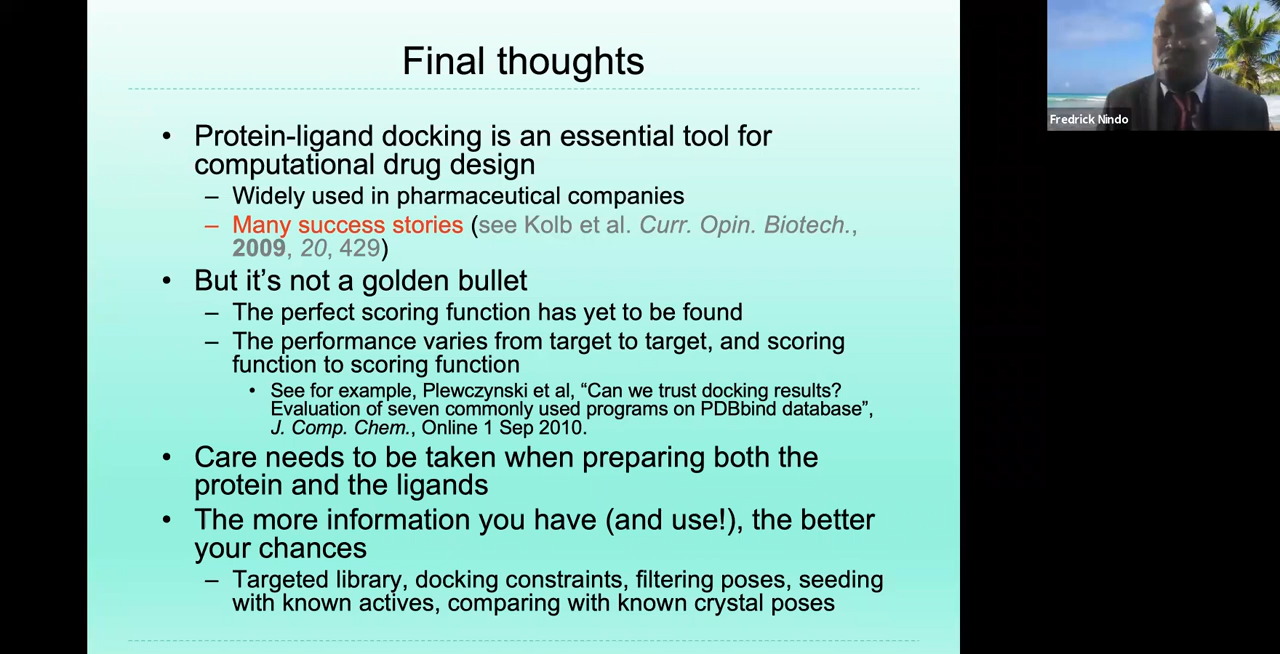 Final thoughts
• Protein-ligand docking is an essential tool for
computational drug design
– Widely used in pharmaceutical companies
– Many success stories (see Kolb et al. Curr. Opin. Biotech.,
2009, 20, 429)
• But it’s not a golden bullet
– The perfect scoring function has yet to be found
– The performance varies from target to target, and scoring
function to scoring function
• See for example, Plewczynski et al, “Can we trust docking results?
Evaluation of seven commonly used programs on PDBbind database”,
J. Comp. Chem., Online 1 Sep 2010.
• Care needs to be taken when preparing both the
protein and the ligands
• The more information you have (and use!), the better
your chances
– Targeted library, docking constraints, filtering poses, seeding
with known actives, comparing with known crystal poses
Fredrick Nindo